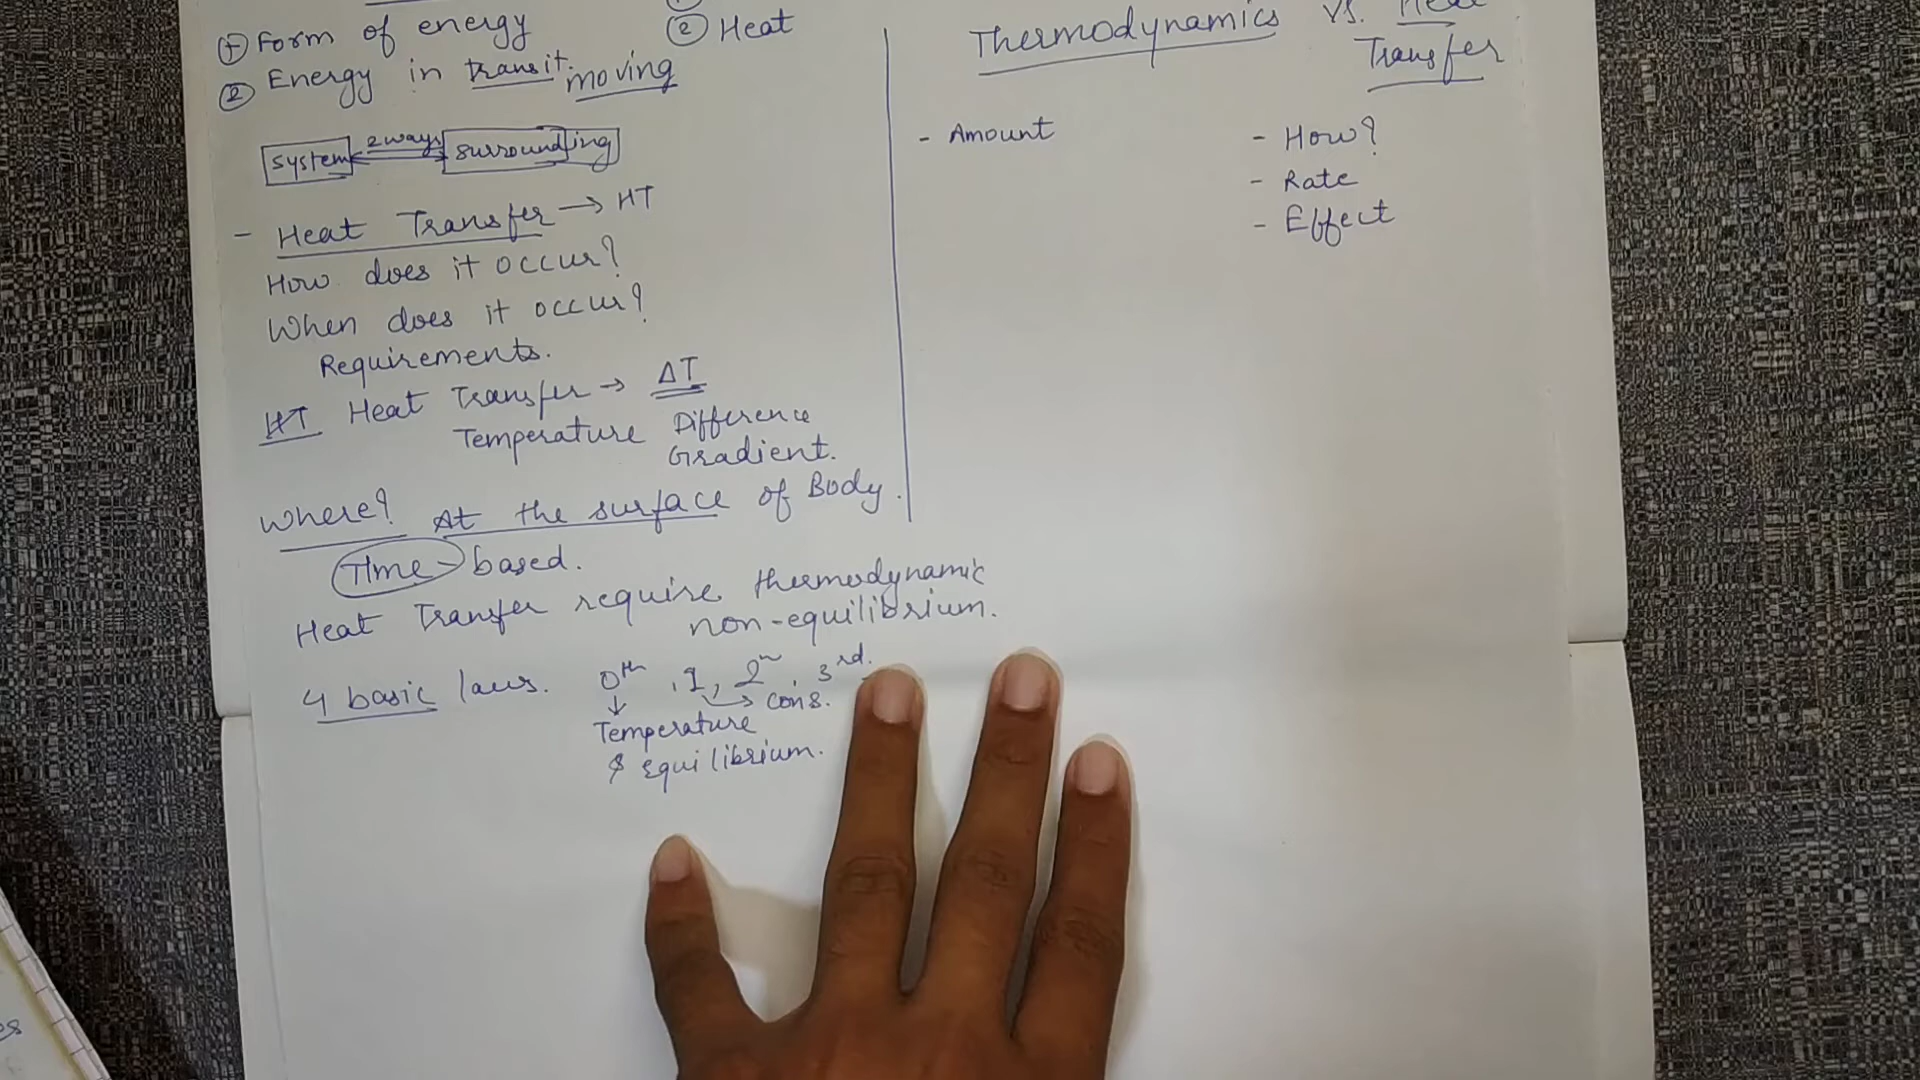 ① Form of energy
② Energy in transit.
moving
② Heat
system 2 ways surrounding
- Heat Transfer → HT
How does it occur?
When does it occur?
Requirements.
HT Heat Transfer → ΔT
Temperature Difference
Gradient.
Where? At the surface of Body.
Time-based.
Heat Transfer require thermodynamic
non-equilibrium.
4 basic laws. 0th, 1, 2n, 3rd.
↓ → cons.
Temperature
& equilibrium.
Thermodynamics vs. Heat
Transfer
- Amount
- How?
- Rate
- Effect